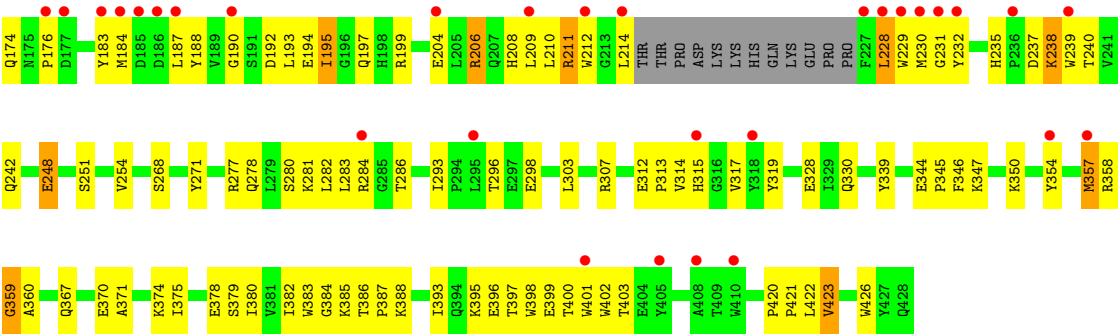 Q174 N175 P176 D177 Y183 M184 D185 D186 L187 Y188 V189 G190 S191 D192 L193 E194 I195 G196 Q197 H198 R199 E204 L205 R206 Q207 H208 L209 L210 R211 W212 G213 L214 THR THR PRO ASP LYS LYS HIS GLN LYS GLU PRO PRO F227 L228 W229 M230 G231 Y232 H235 P236 D237 K238 W239 T240 V241
Q242 E248 S251 V254 S268 Y271 R277 Q278 L279 S280 K281 L282 L283 R284 G285 T286 I293 P294 L295 T296 E297 E298 L303 R307 E312 P313 V314 H315 G316 V317 Y318 Y319 E328 I329 Q330 Y339 E344 P345 F346 K347 K350 Y354 M357 R358
G359 A360 Q367 E370 A371 K374 I375 E378 S379 I380 V381 I382 W383 G384 K385 T386 P387 K388 I393 Q394 K395 E396 T397 W398 E399 T400 W401 W402 T403 E404 Y405 A408 T409 W410 P420 P421 L422 V423 W426 Y427 Q428